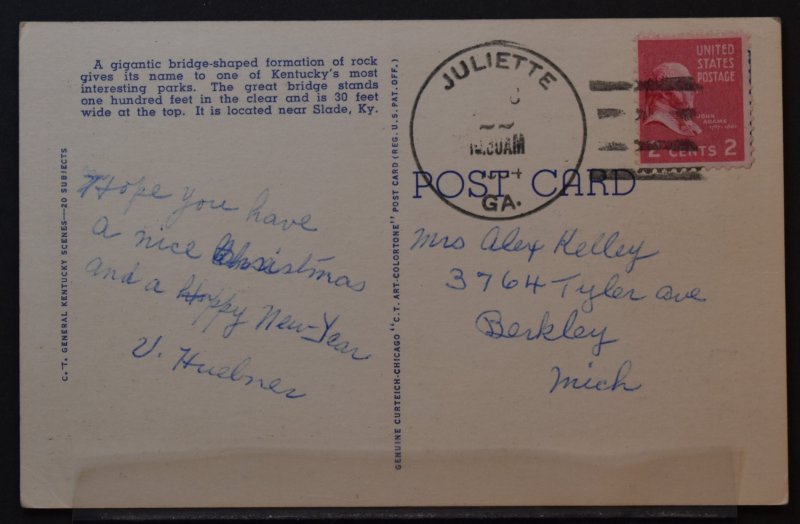 A gigantic bridge-shaped formation of rock
gives its name to one of Kentucky's most
interesting parks. The great bridge stands
one hundred feet in the clear and is 30 feet
wide at the top. It is located near Slade, Ky.
C. T. GENERAL KENTUCKY SCENES—20 SUBJECTS
Hope you have
a nice Christmas
and a Happy New-Year
V. Huebner
GENUINE CURTEICH-CHICAGO "C. T. ART-COLORTONE" POST CARD (REG. U. S. PAT. OFF.)
JULIETTE
AM
GA.
UNITED
STATES
POSTAGE
JOHN
ADAMS
2 CENTS 2
POST CARD
Mrs Alex Kelley
3764 Tyler ave
Berkley
Mich